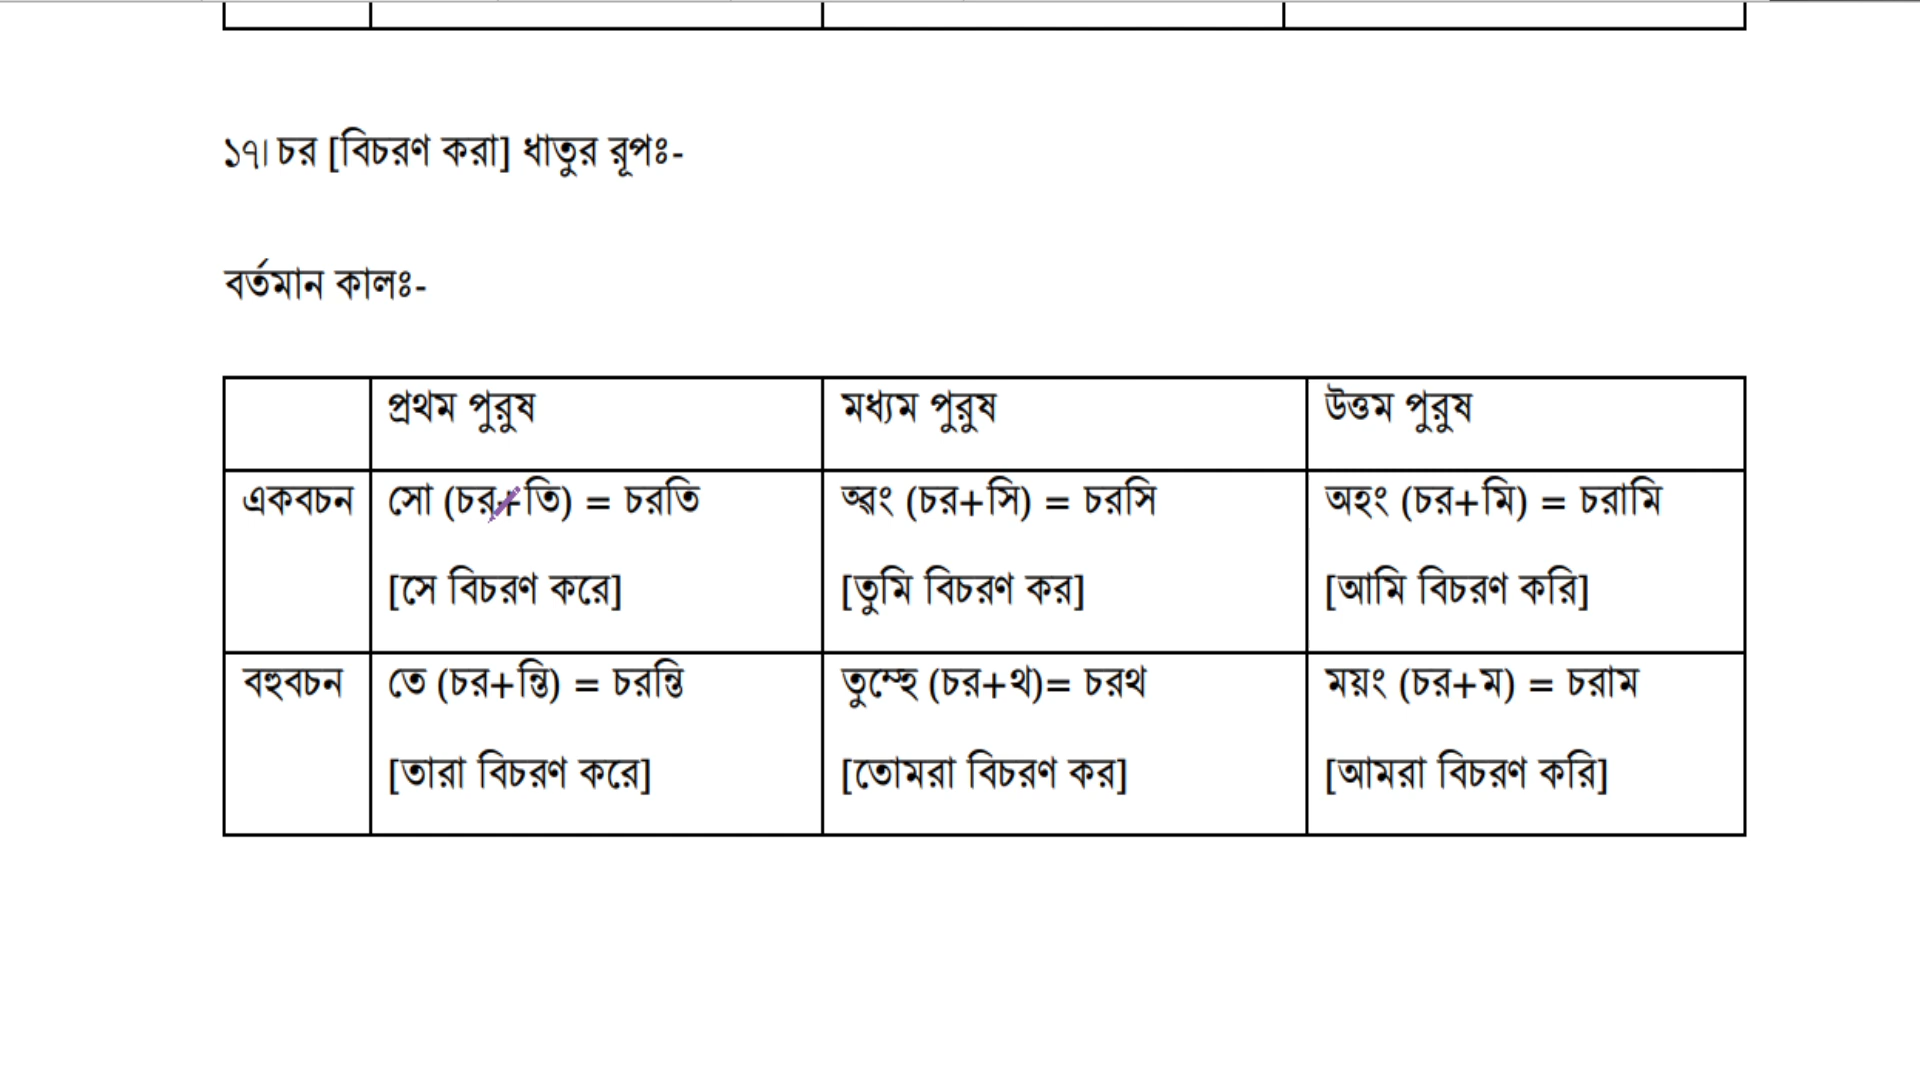 ১৭। চর [বিচরণ করা] ধাতুর রূপঃ-
বর্তমান কালঃ-
প্রথম পুরুষ মধ্যম পুরুষ উত্তম পুরুষ
একবচন সো (চর+তি) = চরতি ত্বং (চর+সি) = চরসি অহং (চর+মি) = চরামি
[সে বিচরণ করে] [তুমি বিচরণ কর] [আমি বিচরণ করি]
বহুবচন তে (চর+ন্তি) = চরন্তি তুম্হে (চর+থ)= চরথ ময়ং (চর+ম) = চরাম
[তারা বিচরণ করে] [তোমরা বিচরণ কর] [আমরা বিচরণ করি]